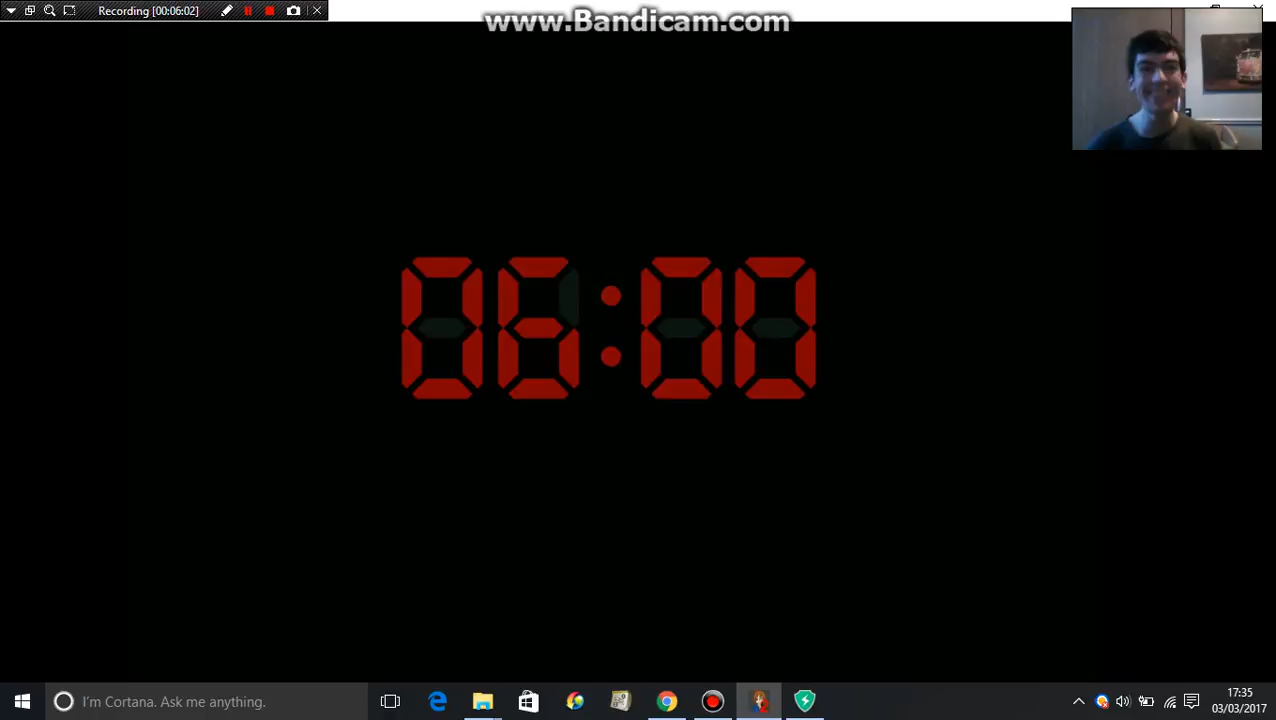 Recording [00:06:02]
www.Bandicam.com
06:00
I'm Cortana. Ask me anything.
17:35
03/03/2017